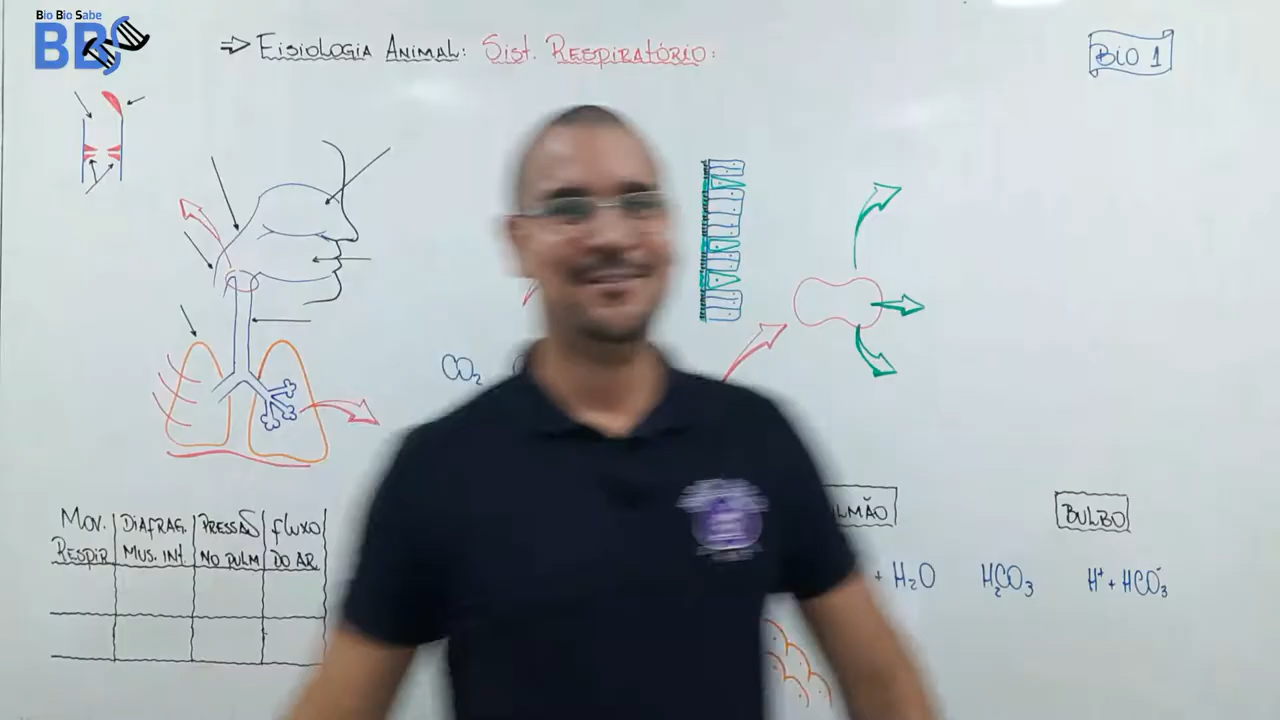 Bio Bio Sabe
BBS
⇒ Fisiologia Animal: Sist. Respiratório:
BIO 1
CO₂
Mov. Respir
Diafrag. Mus. Int.
Pressão no Pulm
Fluxo do Ar
LMÃO
Bulbo
+ H₂O
H₂CO₃
H⁺ + HCO₃⁻